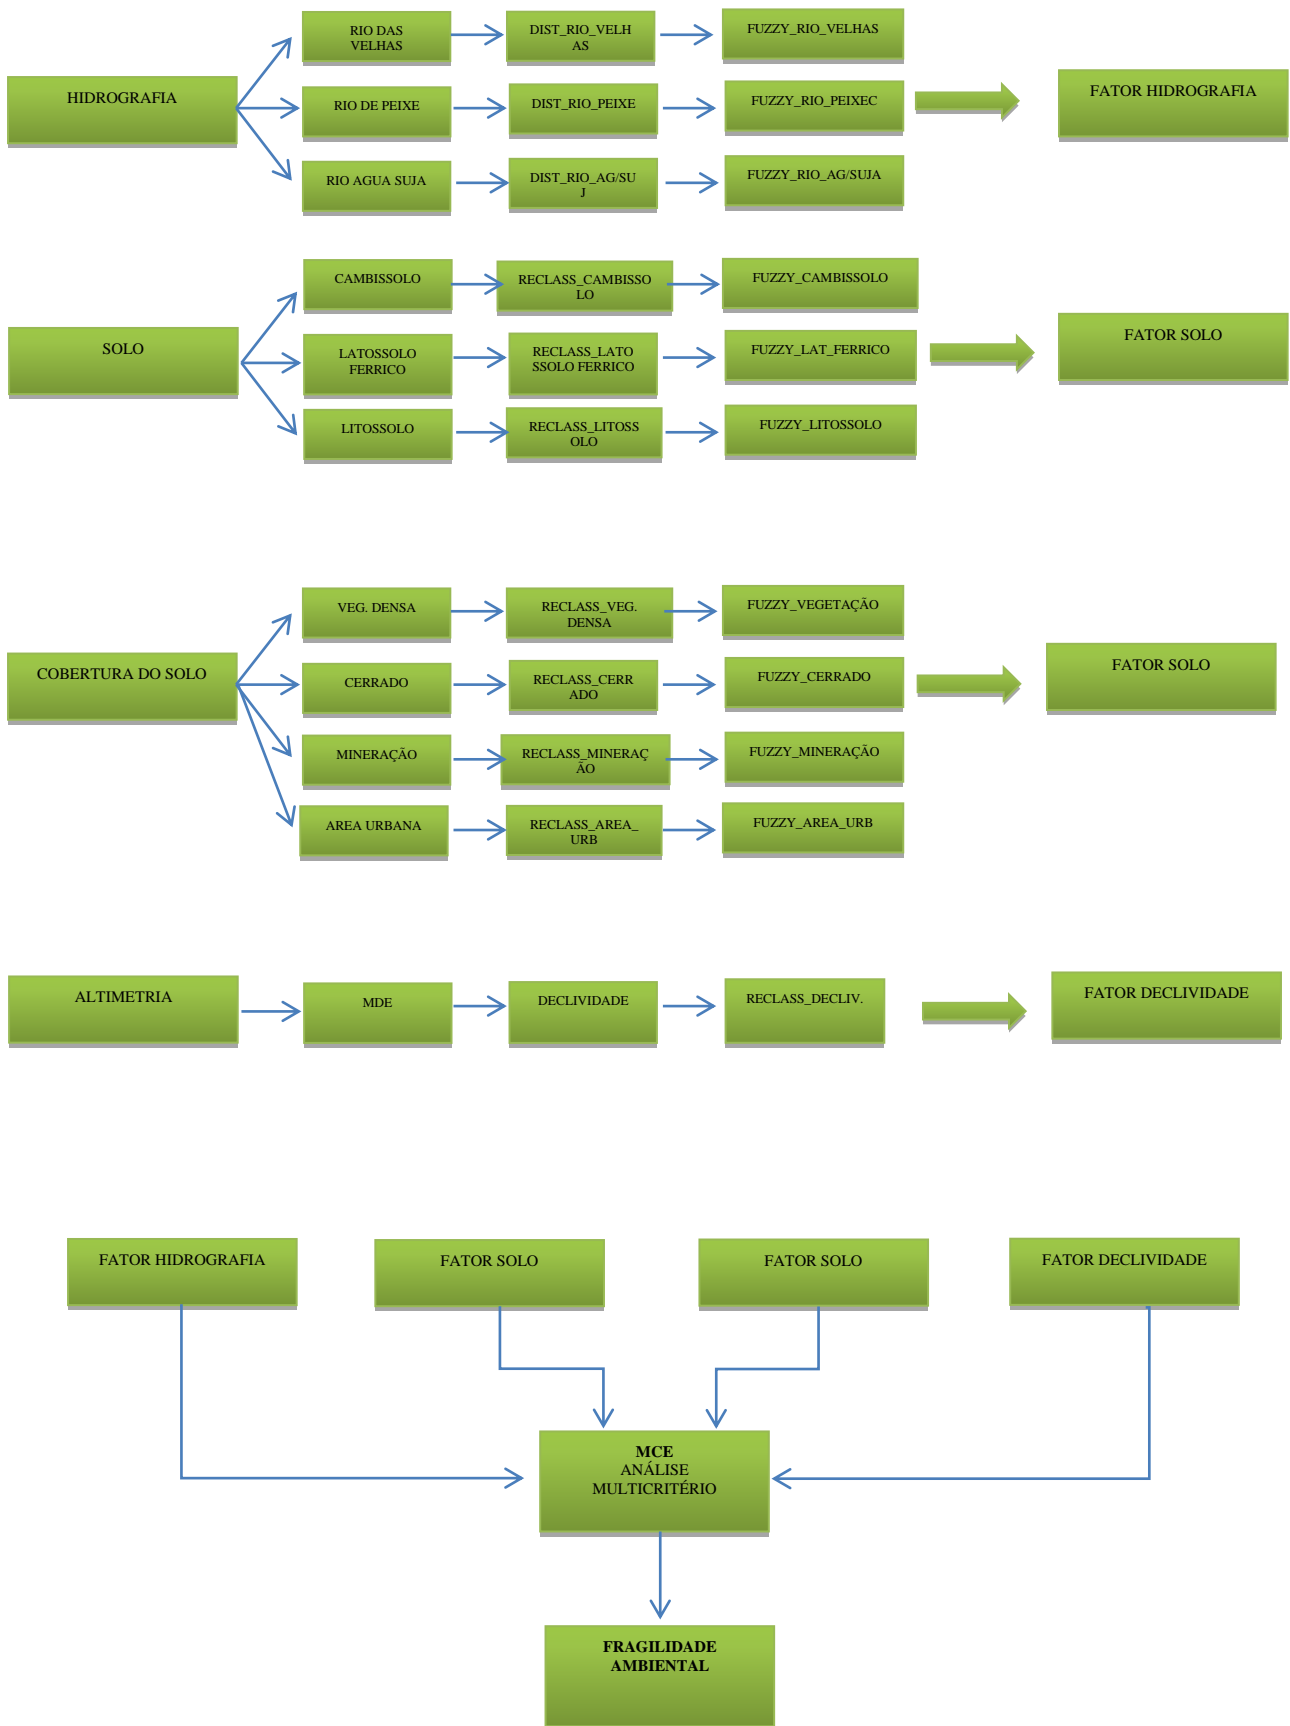 HIDROGRAFIA
RIO DAS
VELHAS
DIST_RIO_VELH
AS
FUZZY_RIO_VELHAS
RIO DE PEIXE
DIST_RIO_PEIXE
FUZZY_RIO_PEIXEC
FATOR HIDROGRAFIA
RIO AGUA SUJA
DIST_RIO_AG/SU
J
FUZZY_RIO_AG/SUJA
SOLO
CAMBISSOLO
RECLASS_CAMBISSO
LO
FUZZY_CAMBISSOLO
LATOSSOLO
FERRICO
RECLASS_LATO
SSOLO FERRICO
FUZZY_LAT_FERRICO
FATOR SOLO
LITOSSOLO
RECLASS_LITOSS
OLO
FUZZY_LITOSSOLO
COBERTURA DO SOLO
VEG. DENSA
RECLASS_VEG.
DENSA
FUZZY_VEGETAÇÃO
CERRADO
RECLASS_CERR
ADO
FUZZY_CERRADO
FATOR SOLO
MINERAÇÃO
RECLASS_MINERAÇ
ÃO
FUZZY_MINERAÇÃO
AREA URBANA
RECLASS_AREA_
URB
FUZZY_AREA_URB
ALTIMETRIA
MDE
DECLIVIDADE
RECLASS_DECLIV.
FATOR DECLIVIDADE
FATOR HIDROGRAFIA
FATOR SOLO
FATOR SOLO
FATOR DECLIVIDADE
MCE
ANÁLISE
MULTICRITÉRIO
FRAGILIDADE
AMBIENTAL